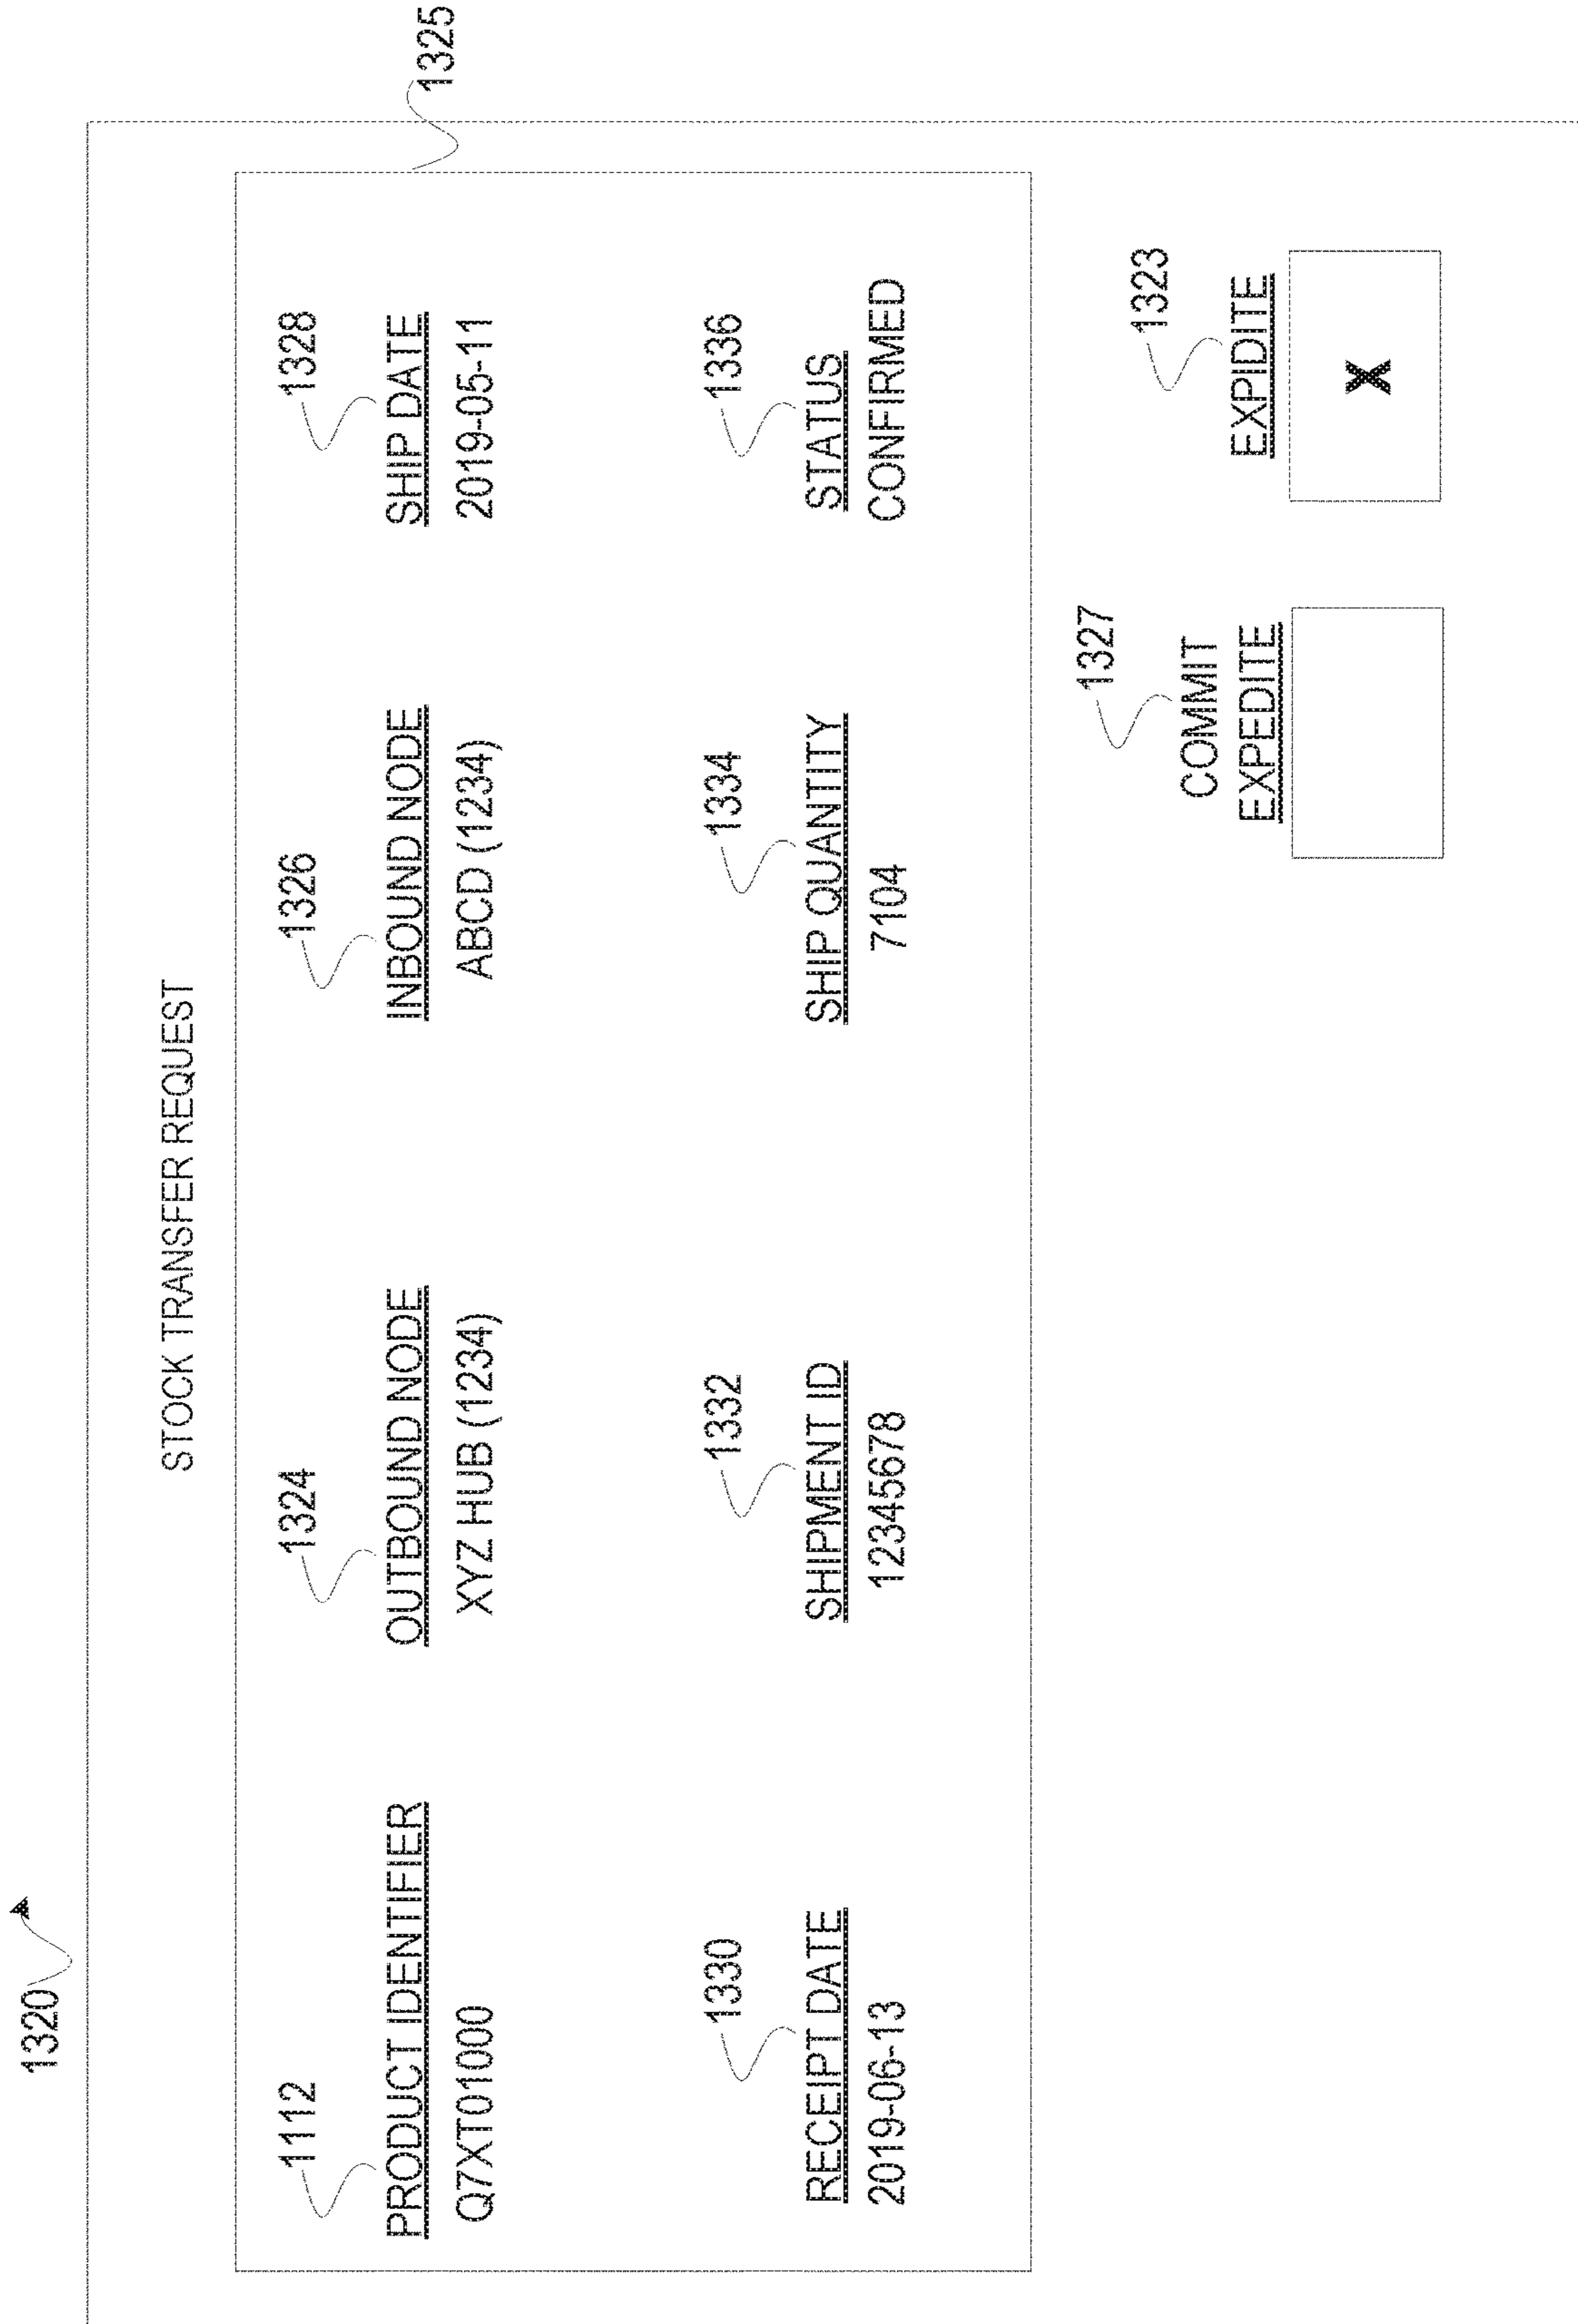 1320
STOCK TRANSFER REQUEST
1325
1112
1324
1326
1328
PRODUCT IDENTIFIER
OUTBOUND NODE
INBOUND NODE
SHIP DATE
Q7XT01000
XYZ HUB (1234)
ABCD (1234)
2019-05-11
1330
1332
1334
1336
RECEIPT DATE
SHIPMENT ID
SHIP QUANTITY
STATUS
2019-06-13
12345678
7104
CONFIRMED
1327
1323
COMMIT
EXPEDITE
EXPIDITE
X